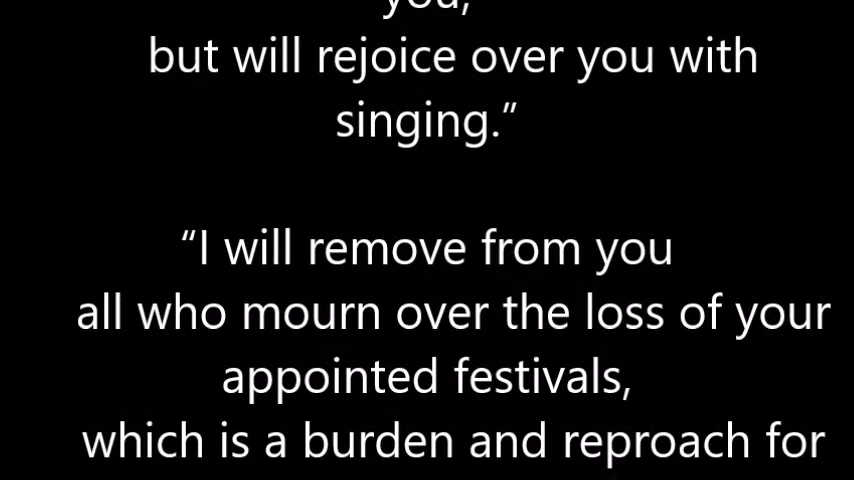 you,
but will rejoice over you with
singing.”
“I will remove from you
all who mourn over the loss of your
appointed festivals,
which is a burden and reproach for